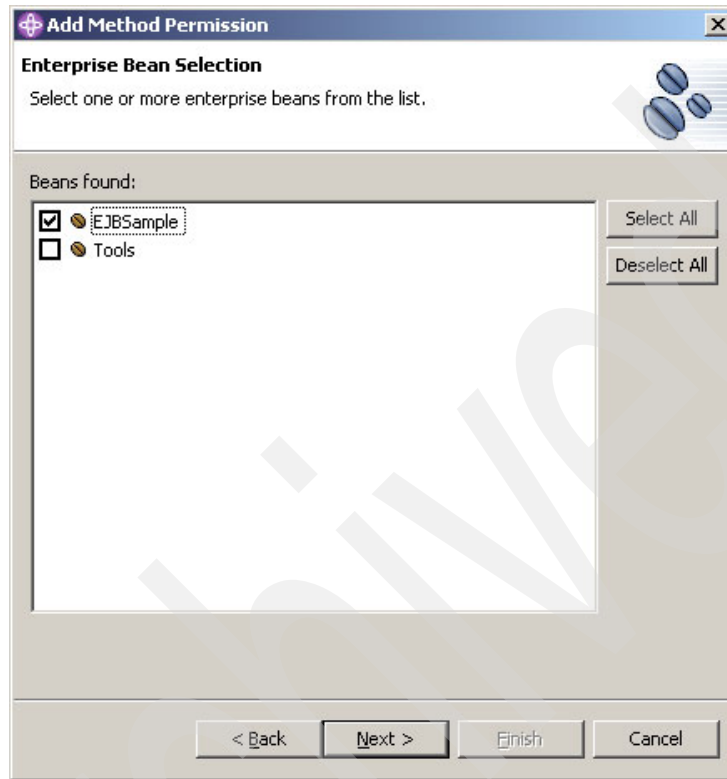 Add Method Permission
Enterprise Bean Selection
Select one or more enterprise beans from the list.
Beans found:
EJBSample
Tools
Select All
Deselect All
< Back
Next >
Finish
Cancel